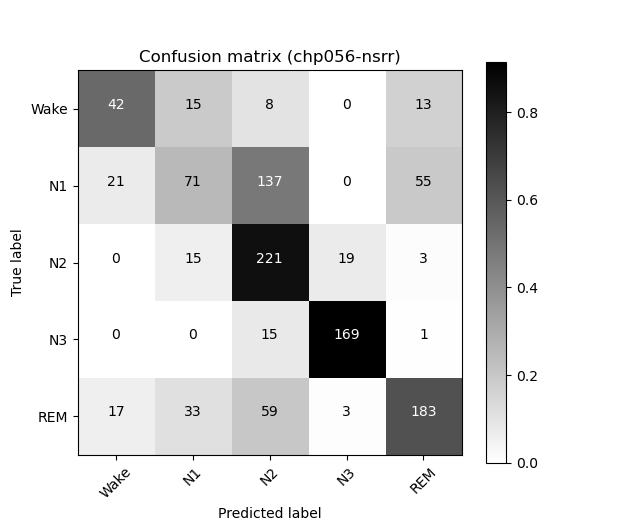 Confusion matrix (chp056-nsrr)
Wake 42 15 8 0 13
N1 21 71 137 0 55
N2 0 15 221 19 3
N3 0 0 15 169 1
REM 17 33 59 3 183
Wake N1 N2 N3 REM
Predicted label
True label
0.8
0.6
0.4
0.2
0.0